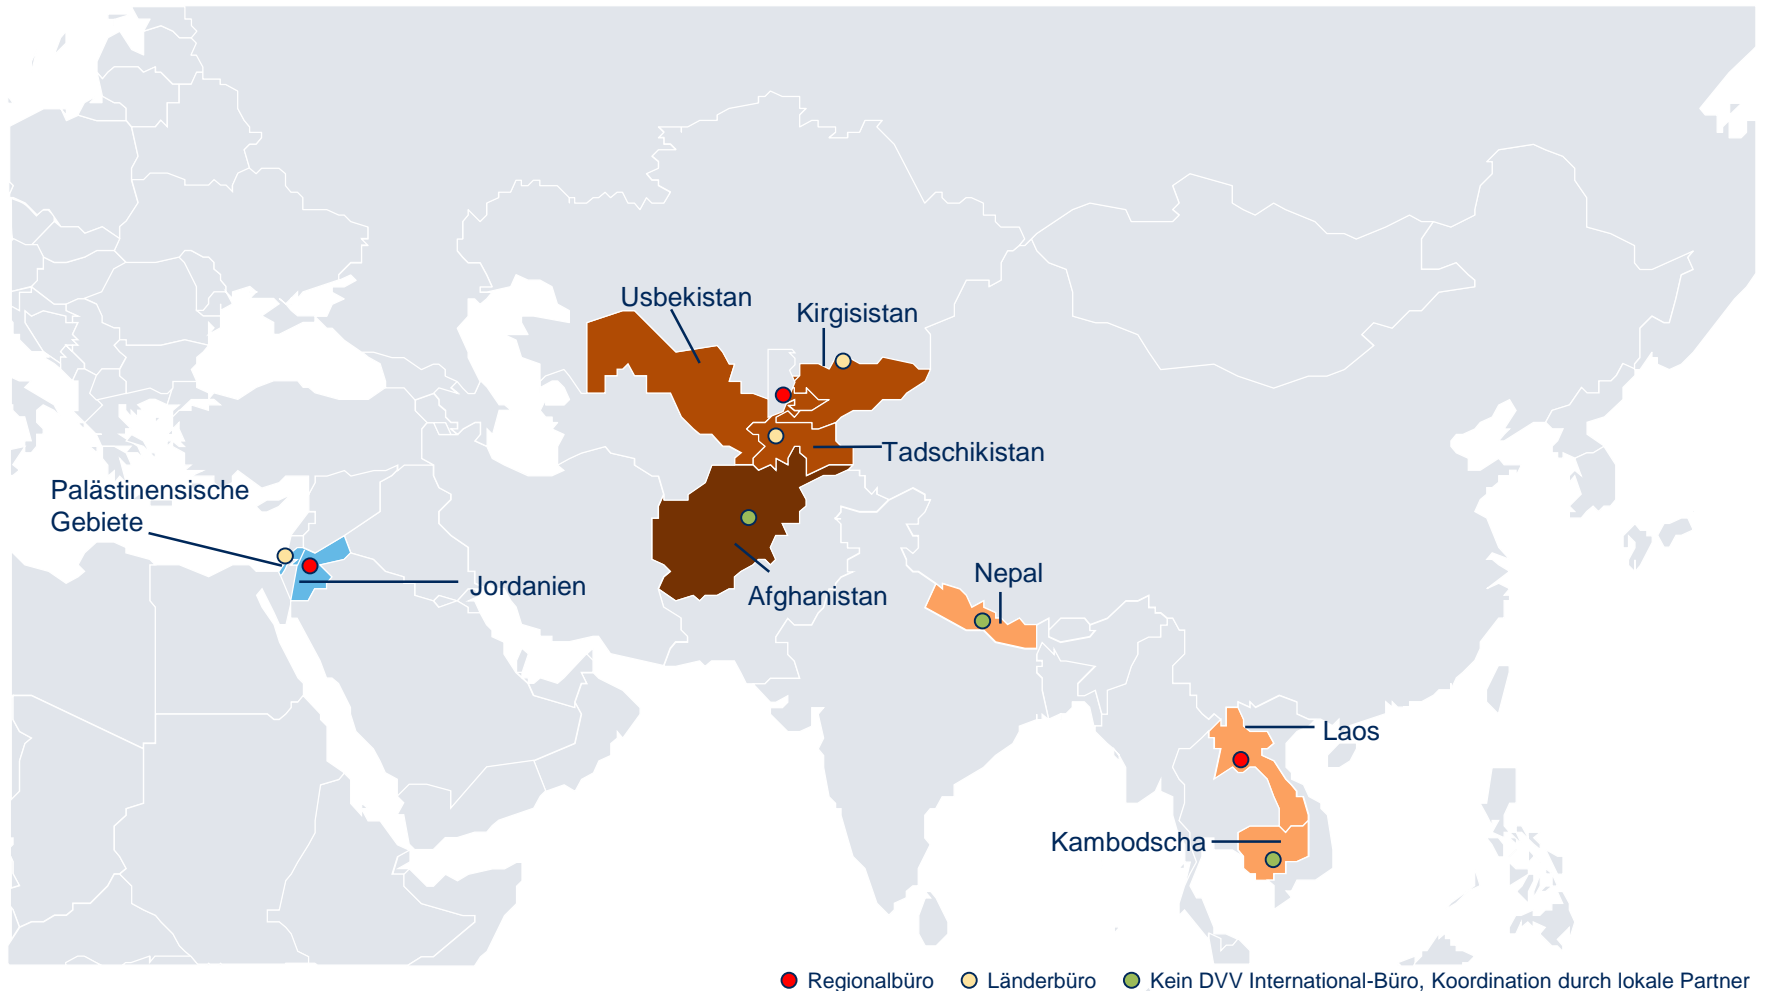 Usbekistan
Kirgisistan
Tadschikistan
Palästinensische
Gebiete
Jordanien
Afghanistan
Nepal
Laos
Kambodscha
Regionalbüro
Länderbüro
Kein DVV International-Büro, Koordination durch lokale Partner